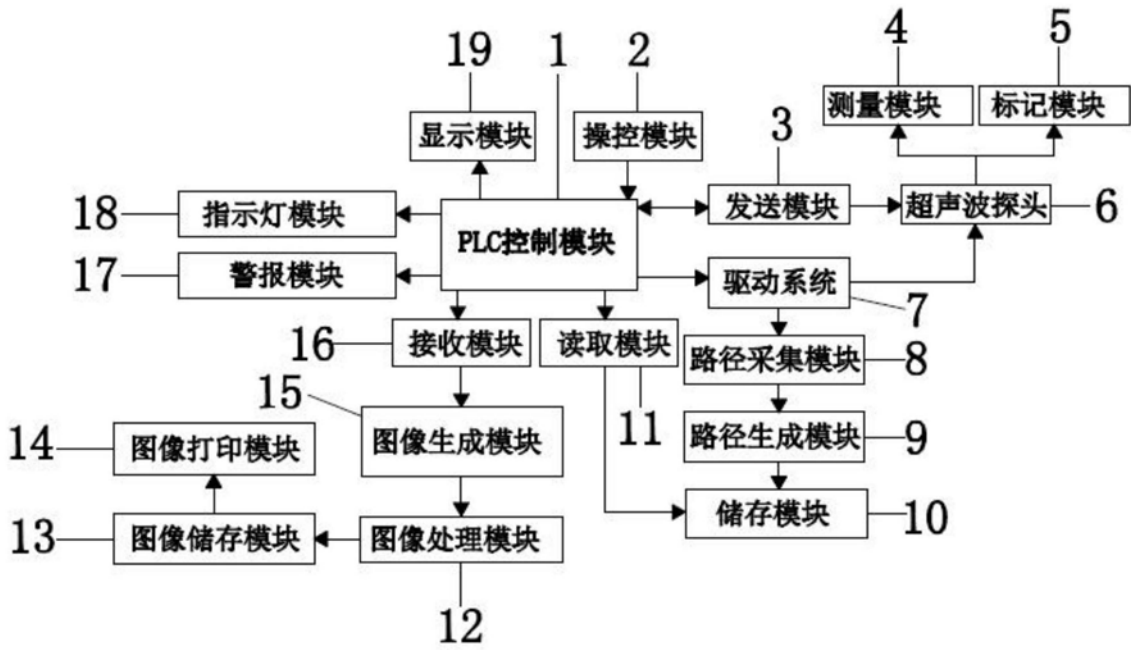 19
1
2
4
5
显示模块
操控模块
3
测量模块
标记模块
18
指示灯模块
PLC控制模块
发送模块
超声波探头
6
17
警报模块
驱动系统
7
16
接收模块
读取模块
路径采集模块
8
15
11
14
图像打印模块
图像生成模块
路径生成模块
9
13
图像储存模块
图像处理模块
储存模块
10
12